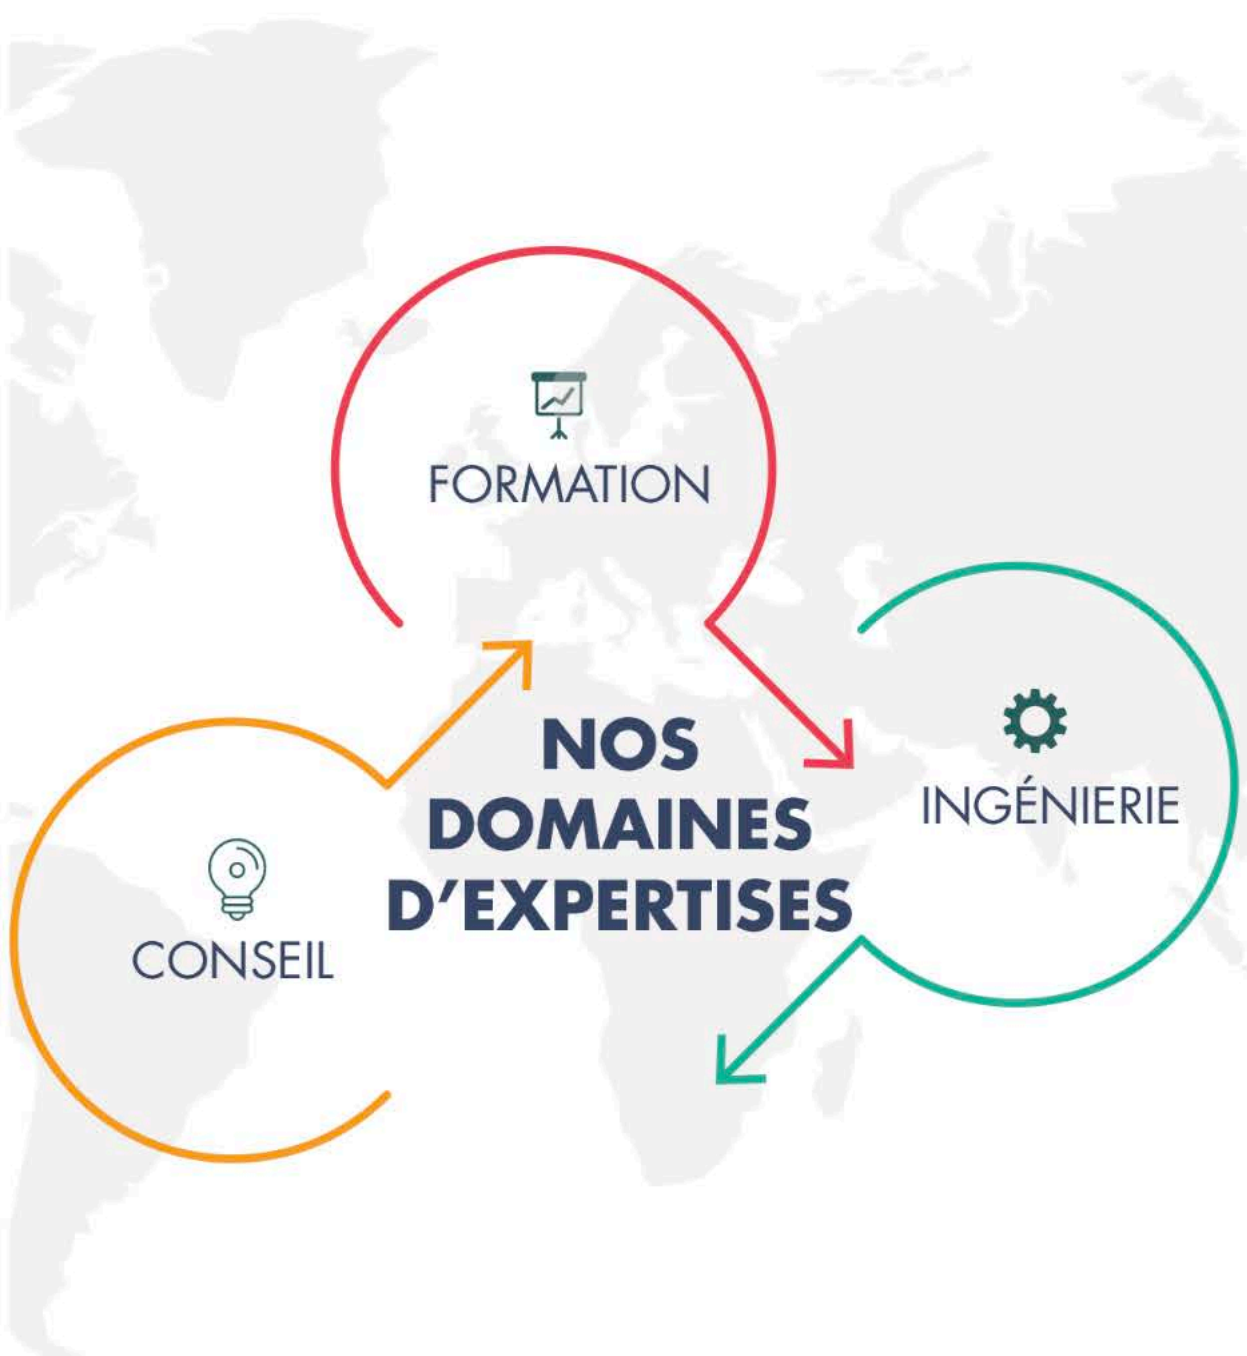 FORMATION
NOS
DOMAINES
D'EXPERTISES
INGÉNIERIE
CONSEIL